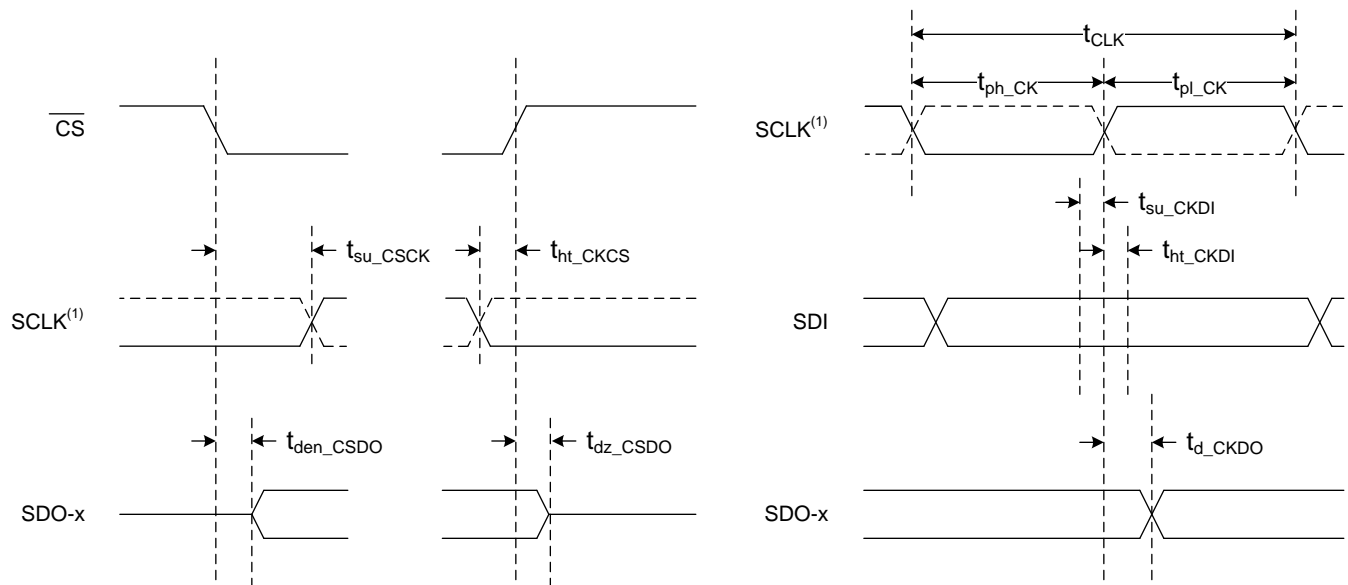 t_CLK
t_ph_CK
t_pl_CK
CS
SCLK(1)
t_su_CKDI
t_su_CSCK
t_ht_CKCS
t_ht_CKDI
SCLK(1)
SDI
t_den_CSDO
t_dz_CSDO
t_d_CKDO
SDO-x
SDO-x